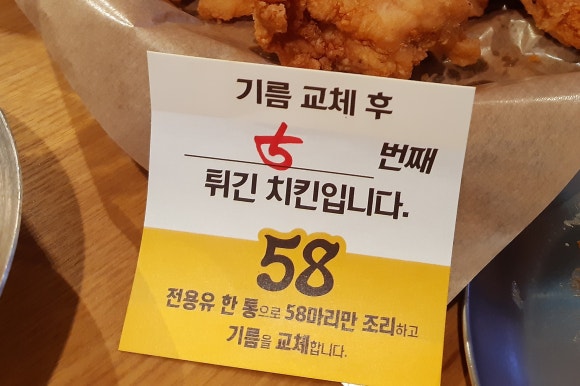 기름 교체 후
5 번째
튀긴 치킨입니다.
58
전용유 한 통으로 58마리만 조리하고
기름을 교체합니다.